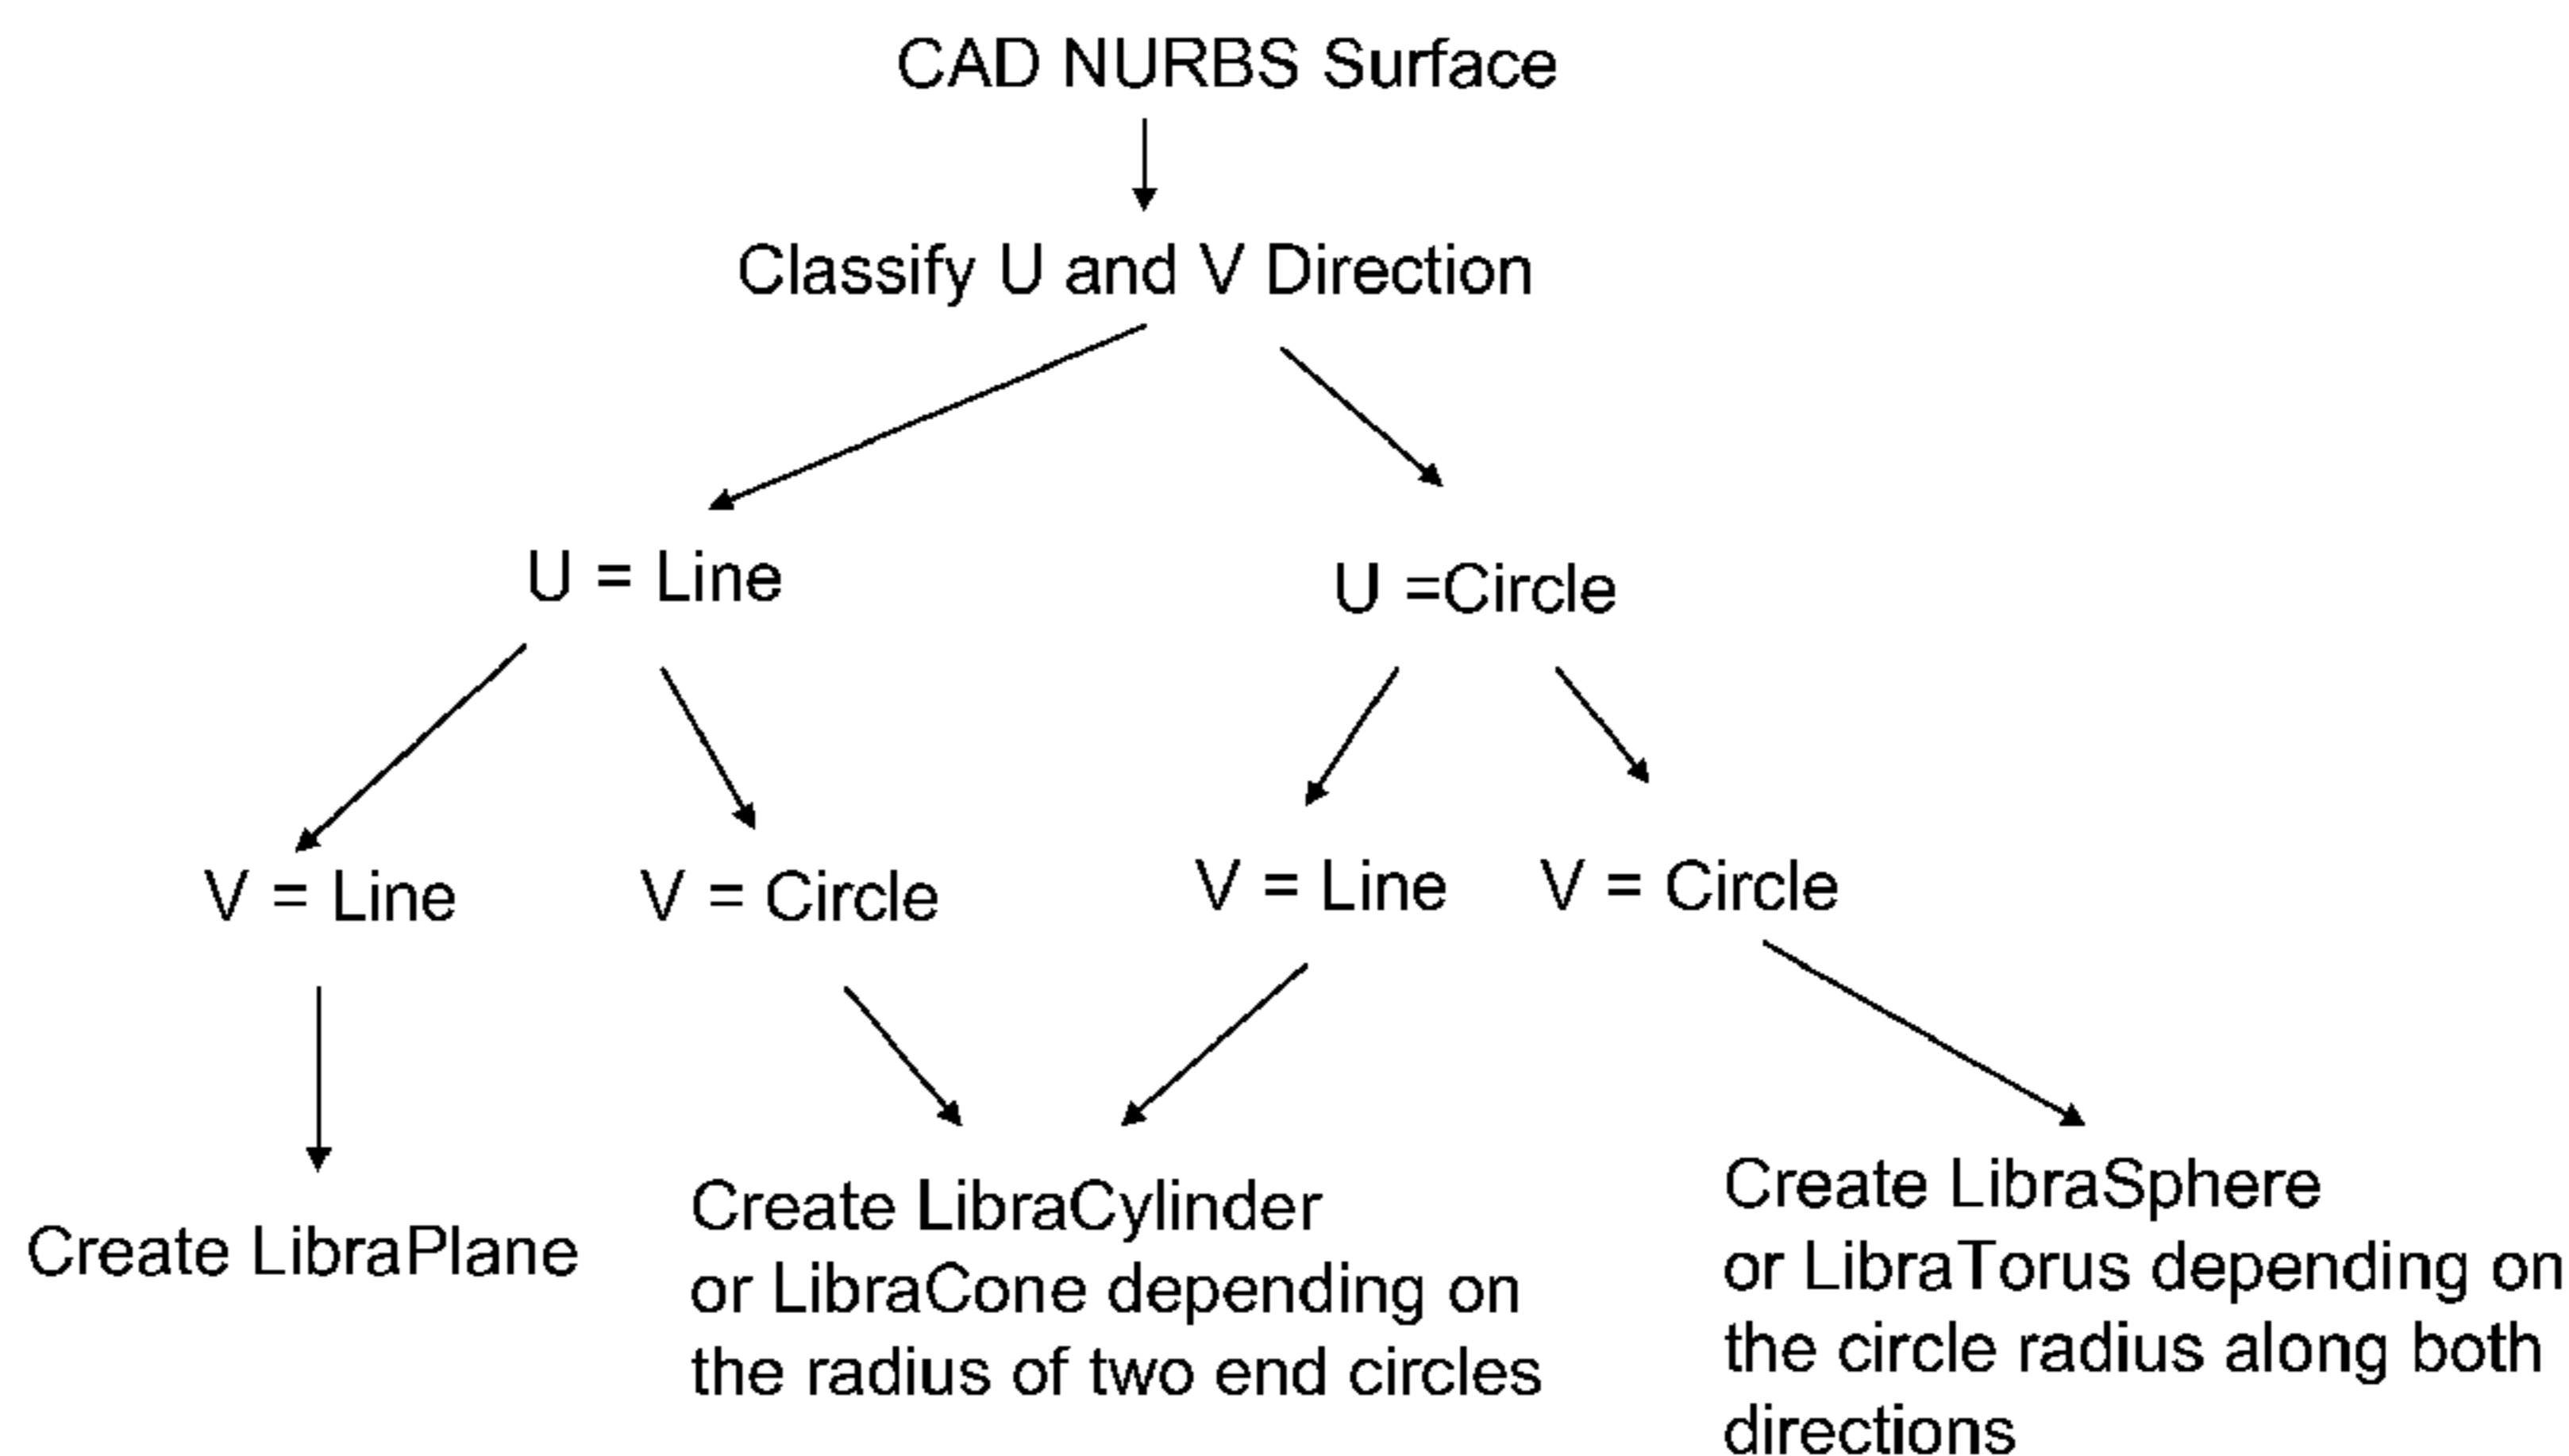 CAD NURBS Surface
Classify U and V Direction
U = Line
U =Circle
V = Line
V = Circle
V = Line
V = Circle
Create LibraPlane
Create LibraCylinder
or LibraCone depending on
the radius of two end circles
Create LibraSphere
or LibraTorus depending on
the circle radius along both
directions